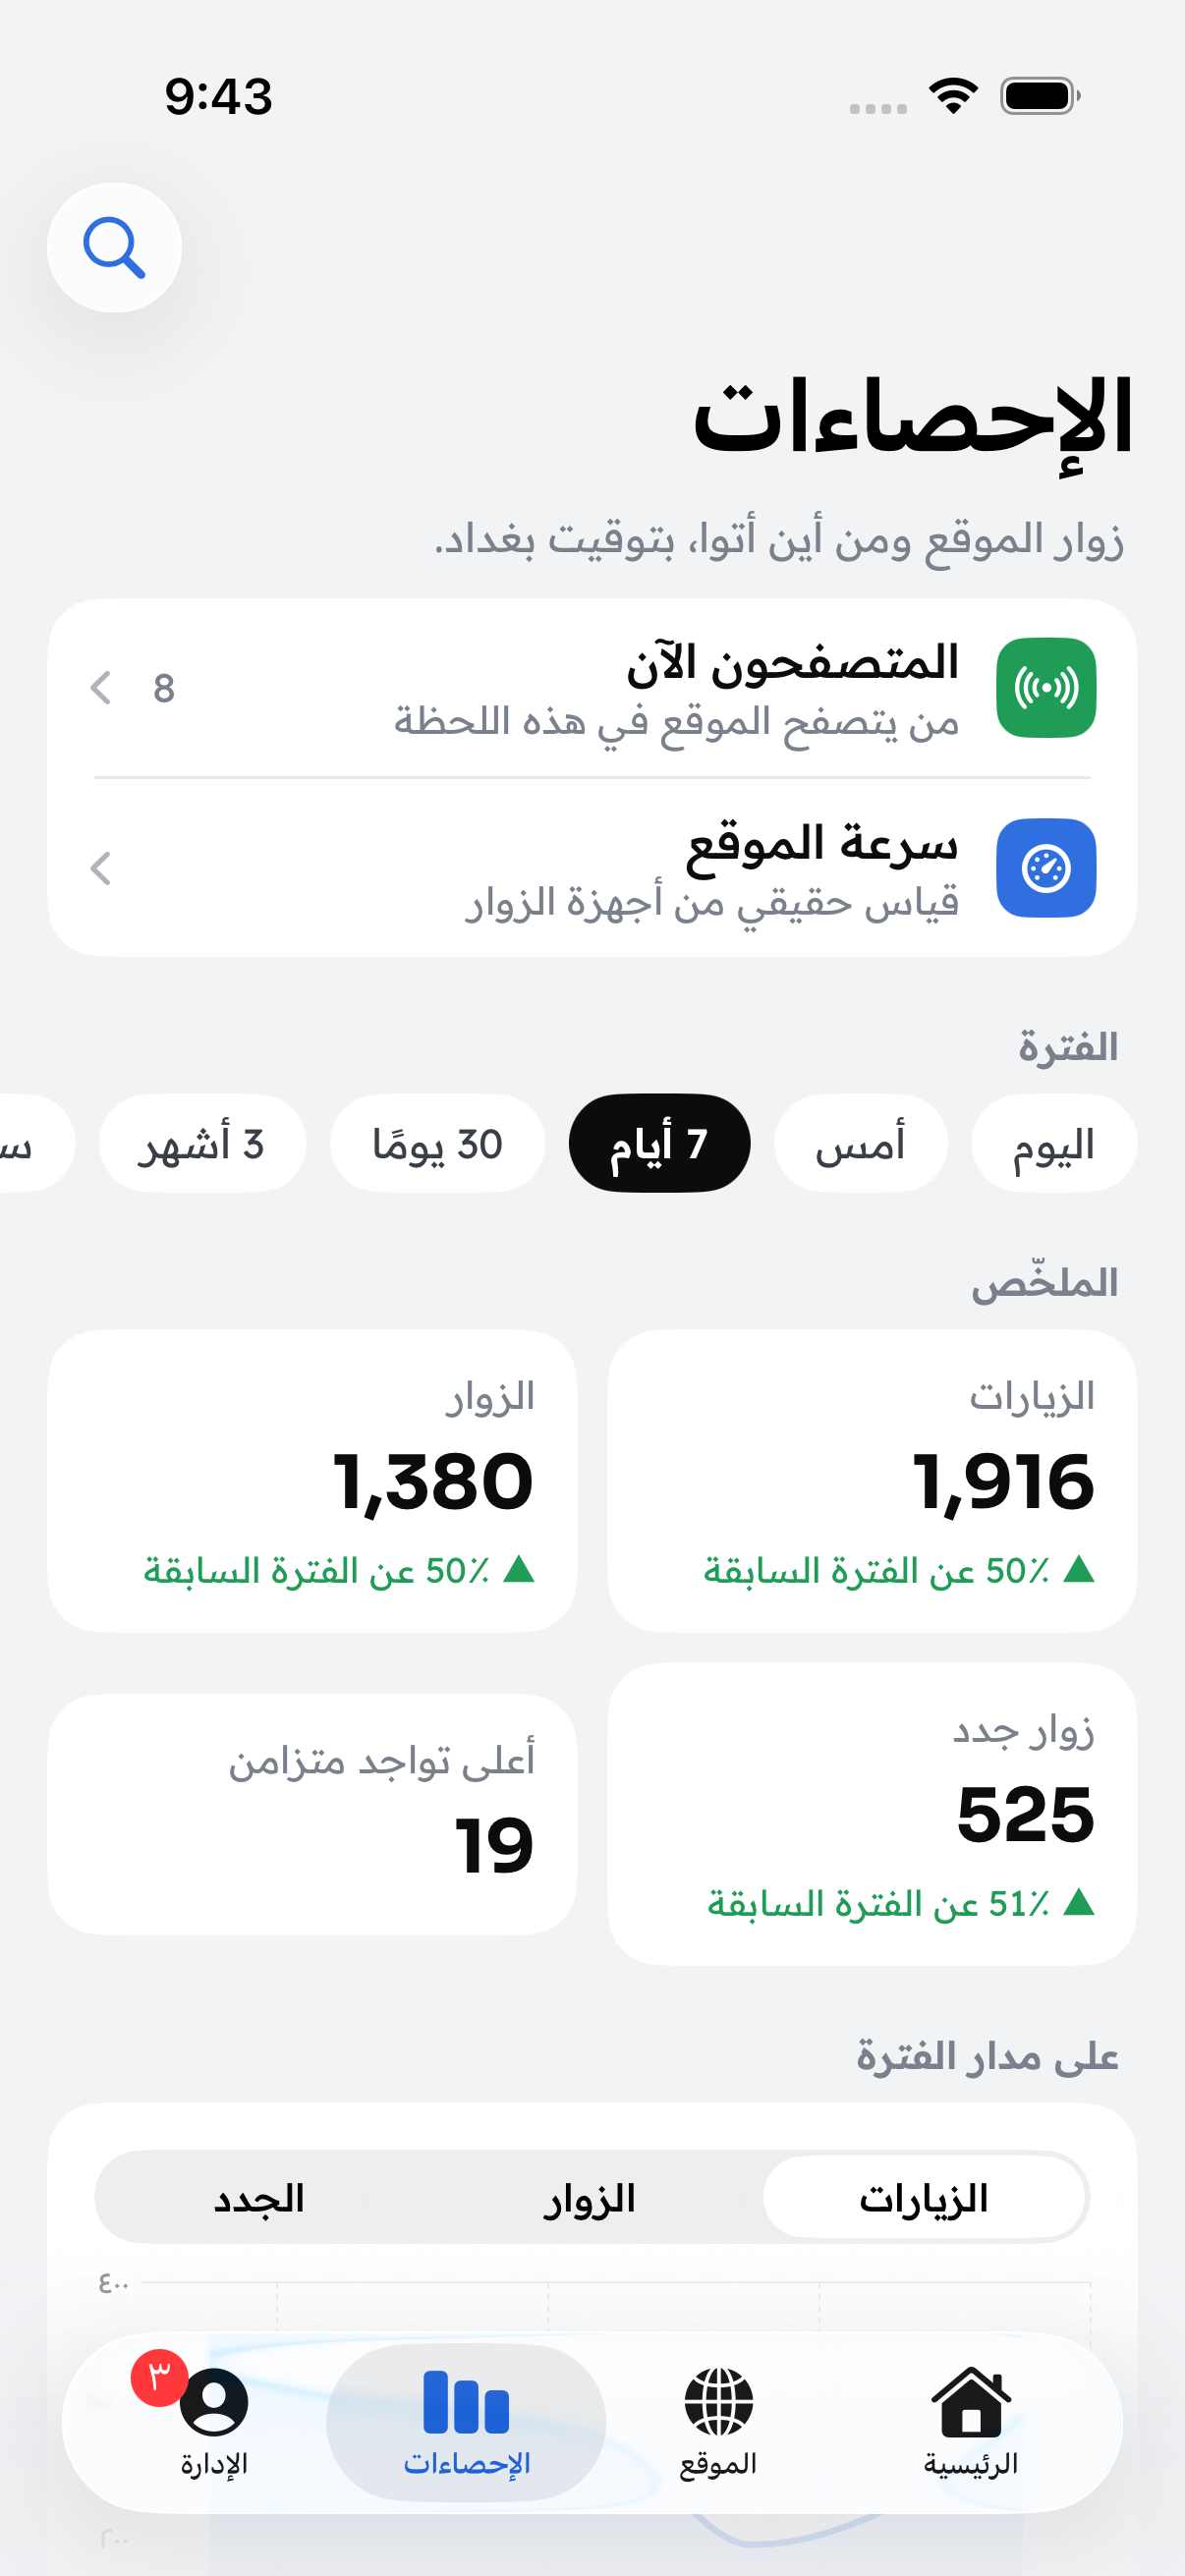 9:43
الإحصاءات
زوار الموقع ومن أين أتوا، بتوقيت بغداد.
المتصفحون الآن
من يتصفح الموقع في هذه اللحظة
8
سرعة الموقع
قياس حقيقي من أجهزة الزوار
الفترة
اليوم
أمس
7 أيام
30 يومًا
3 أشهر
الملخّص
الزيارات
1,916
▲ 50٪ عن الفترة السابقة
الزوار
1,380
▲ 50٪ عن الفترة السابقة
زوار جدد
525
▲ 51٪ عن الفترة السابقة
أعلى تواجد متزامن
19
على مدار الفترة
الزيارات
الزوار
الجدد
٤٠٠
٢٠٠
الرئيسية
الموقع
الإحصاءات
الإدارة
٣